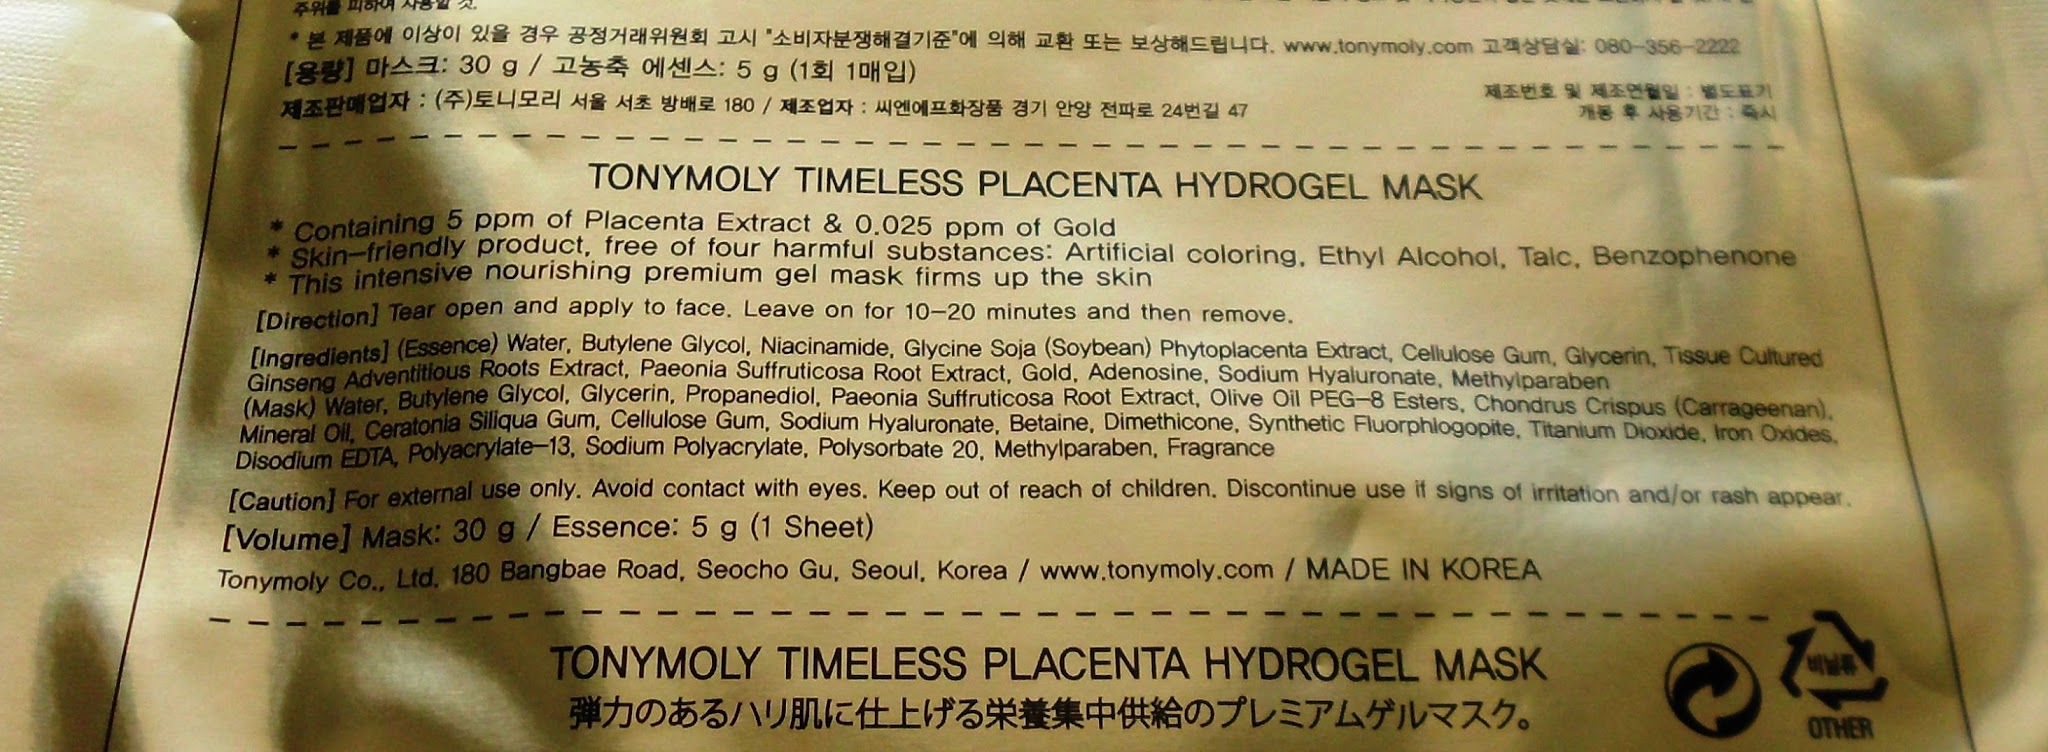 주위를 피하여 사용할 것.
* 본 제품에 이상이 있을 경우 공정거래위원회 고시 "소비자분쟁해결기준"에 의해 교환 또는 보상해드립니다. www.tonymoly.com 고객상담실: 080-356-2222
[용량] 마스크: 30 g / 고농축 에센스: 5 g (1회 1매입)
제조번호 및 제조연월일 : 별도표기
제조판매업자 : (주)토니모리 서울 서초 방배로 180 / 제조업자 : 씨엔에프화장품 경기 안양 전파로 24번길 47
개봉 후 사용기간 : 즉시
TONYMOLY TIMELESS PLACENTA HYDROGEL MASK
* Containing 5 ppm of Placenta Extract & 0.025 ppm of Gold
* Skin-friendly product, free of four harmful substances: Artificial coloring, Ethyl Alcohol, Talc, Benzophenone
* This intensive nourishing premium gel mask firms up the skin
[Direction] Tear open and apply to face. Leave on for 10-20 minutes and then remove.
[Ingredients] (Essence) Water, Butylene Glycol, Niacinamide, Glycine Soja (Soybean) Phytoplacenta Extract, Cellulose Gum, Glycerin, Tissue Cultured
Ginseng Adventitious Roots Extract, Paeonia Suffruticosa Root Extract, Gold, Adenosine, Sodium Hyaluronate, Methylparaben
(Mask) Water, Butylene Glycol, Glycerin, Propanediol, Paeonia Suffruticosa Root Extract, Olive Oil PEG-8 Esters, Chondrus Crispus (Carrageenan),
Mineral Oil, Ceratonia Siliqua Gum, Cellulose Gum, Sodium Hyaluronate, Betaine, Dimethicone, Synthetic Fluorphlogopite, Titanium Dioxide, Iron Oxides,
Disodium EDTA, Polyacrylate-13, Sodium Polyacrylate, Polysorbate 20, Methylparaben, Fragrance
[Caution] For external use only. Avoid contact with eyes. Keep out of reach of children. Discontinue use if signs of irritation and/or rash appear.
[Volume] Mask: 30 g / Essence: 5 g (1 Sheet)
Tonymoly Co., Ltd. 180 Bangbae Road, Seocho Gu, Seoul, Korea / www.tonymoly.com / MADE IN KOREA
TONYMOLY TIMELESS PLACENTA HYDROGEL MASK
弾力のあるハリ肌に仕上げる栄養集中供給のプレミアムゲルマスク。
비닐류
OTHER